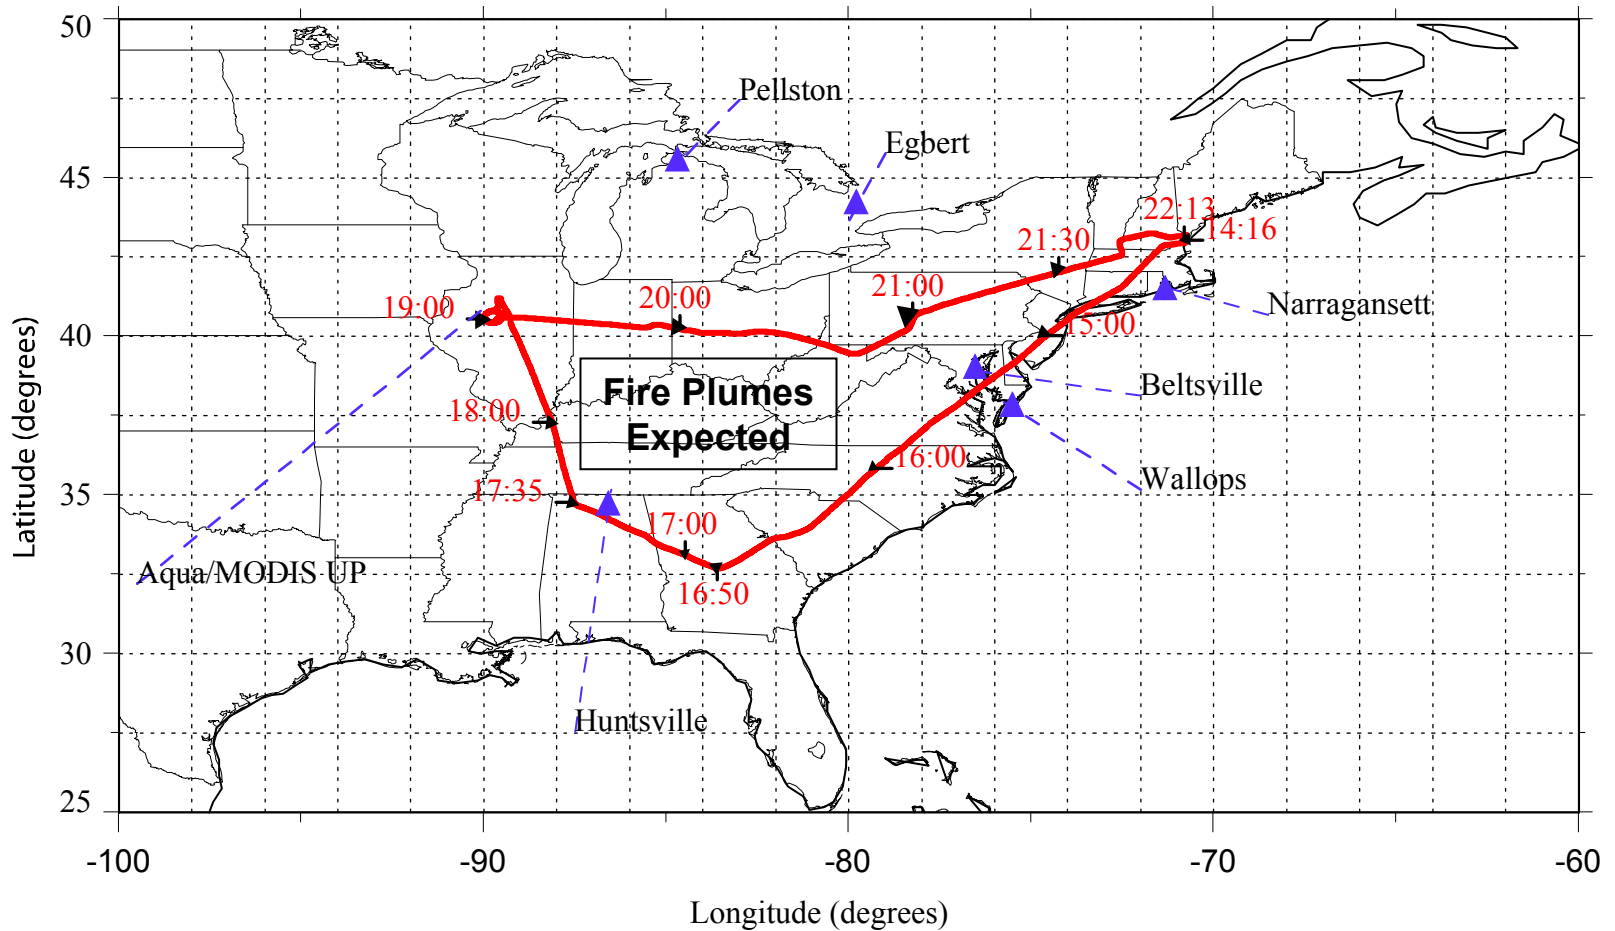 50
Pellston
Egbert
45
22:13
14:16
21:30
21:00
20:00
19:00
Narragansett
40
15:00
Fire Plumes
Expected
Beltsville
18:00
16:00
Wallops
35
17:35
17:00
Aqua/MODIS UP
16:50
30
Huntsville
25
-100
-90
-80
-70
-60
Latitude (degrees)
Longitude (degrees)